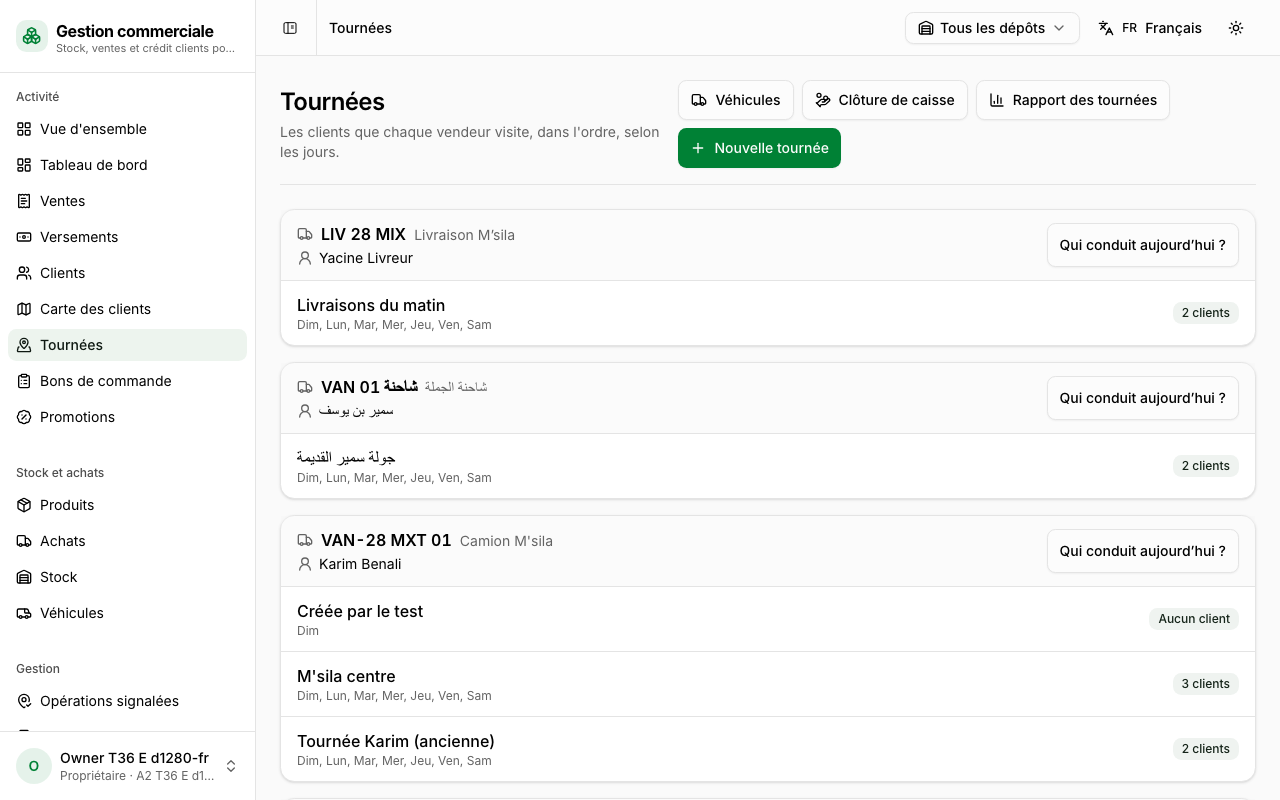 Gestion commerciale
Stock, ventes et crédit clients po...
Activité
Vue d'ensemble
Tableau de bord
Ventes
Versements
Clients
Carte des clients
Tournées
Bons de commande
Promotions
Stock et achats
Produits
Achats
Stock
Véhicules
Gestion
Opérations signalées
O
Owner T36 E d1280-fr
Propriétaire · A2 T36 E d1...
Tournées
Tous les dépôts
FR Français
Tournées
Les clients que chaque vendeur visite, dans l'ordre, selon
les jours.
Véhicules
Clôture de caisse
Rapport des tournées
Nouvelle tournée
LIV 28 MIX Livraison M’sila
Yacine Livreur
Qui conduit aujourd’hui ?
Livraisons du matin
Dim, Lun, Mar, Mer, Jeu, Ven, Sam
2 clients
VAN 01 شاحنة شاحنة الجملة
سمير بن يوسف
Qui conduit aujourd’hui ?
جولة سمير القديمة
Dim, Lun, Mar, Mer, Jeu, Ven, Sam
2 clients
VAN-28 MXT 01 Camion M'sila
Karim Benali
Qui conduit aujourd’hui ?
Créée par le test
Dim
Aucun client
M'sila centre
Dim, Lun, Mar, Mer, Jeu, Ven, Sam
3 clients
Tournée Karim (ancienne)
Dim, Lun, Mar, Mer, Jeu, Ven, Sam
2 clients